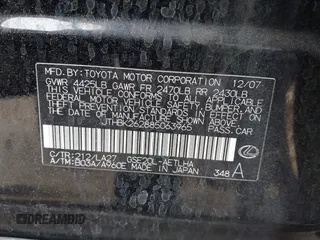 MFD. BY: TOYOTA MOTOR CORPORATION 12/07
GVWR 4425LB GAWR FR 2470LB RR 2430LB
THIS VEHICLE CONFORMS TO ALL APPLICABLE
FEDERAL MOTOR VEHICLE SAFETY, BUMPER, AND
THEFT PREVENTION STANDARDS IN EFFECT ON
THE DATE OF MANUFACTURE SHOWN ABOVE.
JTHBK262885063965 PASS.CAR
C/TR:212/LA27 GSE20L-AETLHA
A/TM:B03A/A960E MADE IN JAPAN 348 A
DREAMBID